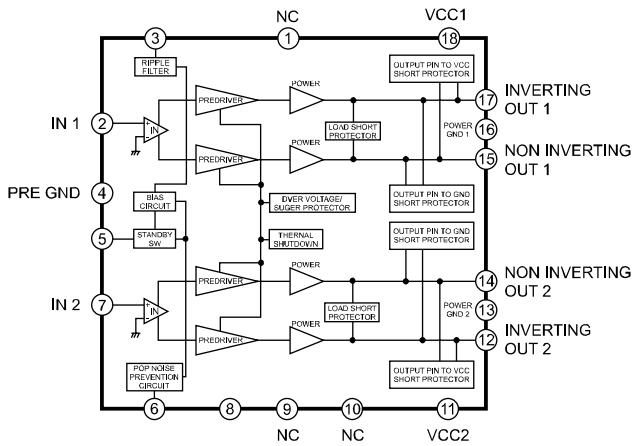 NC
VCC1
3
1
18
RIPPLE
FILTER
OUTPUT PIN TO VCC
SHORT PROTECTOR
POWER
PREDRIVER
17
INVERTING
OUT 1
IN 1
2
+
-
IN
LOAD SHORT
PROTECTOR
POWER
GND 1
16
POWER
PREDRIVER
15
NON INVERTING
OUT 1
PRE GND
4
BIAS
CIRCUIT
DVER VOLTAGE/
SUGER PROTECTOR
OUTPUT PIN TO GND
SHORT PROTECTOR
5
STANDBY
SW
THERMAL
SHUTDOWN
OUTPUT PIN TO GND
SHORT PROTECTOR
POWER
PREDRIVER
14
NON INVERTING
OUT 2
IN 2
7
+
-
IN
LOAD SHORT
PROTECTOR
POWER
GND 2
13
POWER
PREDRIVER
12
INVERTING
OUT 2
POP NOISE
PREVENTION
CIRCUIT
OUTPUT PIN TO VCC
SHORT PROTECTOR
6
8
9
10
11
NC
NC
VCC2